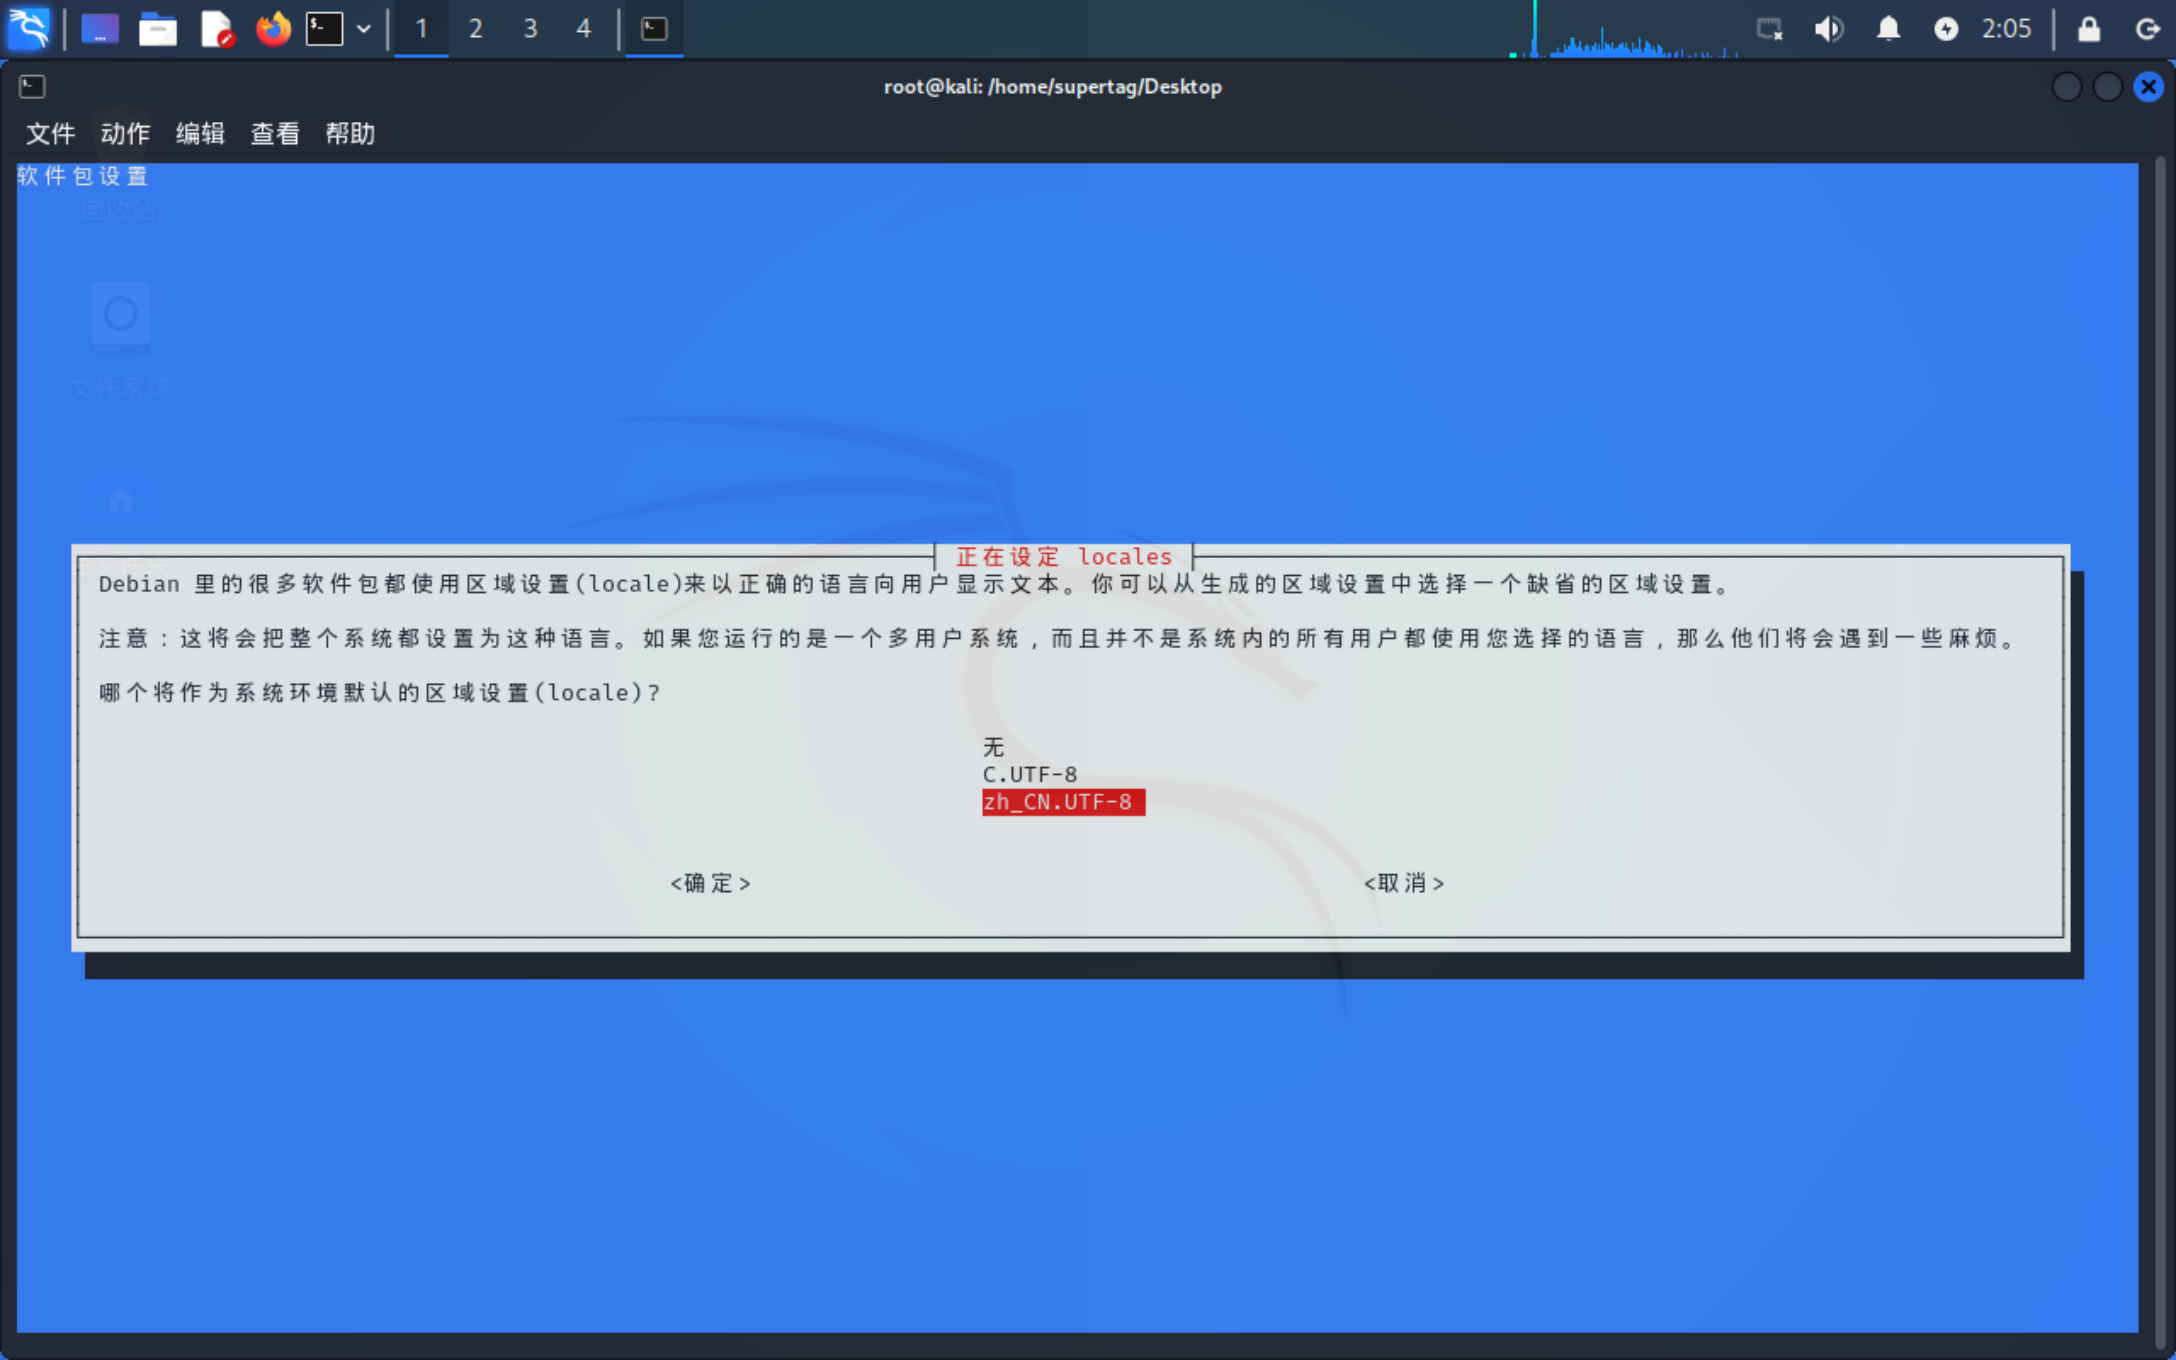 1 2 3 4 2:05
root@kali: /home/supertag/Desktop
文件 动作 编辑 查看 帮助
软件包设置
回收站
文件系统
正在设定 locales
Debian 里的很多软件包都使用区域设置(locale)来以正确的语言向用户显示文本。你可以从生成的区域设置中选择一个缺省的区域设置。
注意：这将会把整个系统都设置为这种语言。如果您运行的是一个多用户系统，而且并不是系统内的所有用户都使用您选择的语言，那么他们将会遇到一些麻烦。
哪个将作为系统环境默认的区域设置(locale)？
无
C.UTF-8
zh_CN.UTF-8
<确定> <取消>